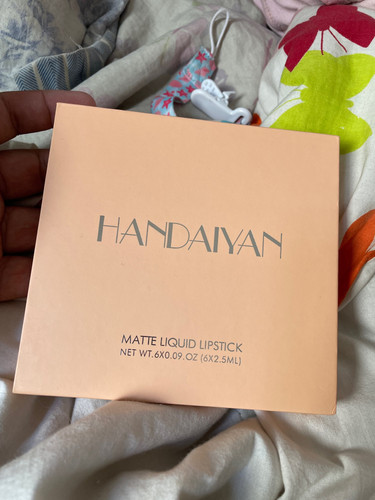 HANDAIYAN
MATTE LIQUID LIPSTICK
NET WT.6X0.09.OZ (6X2.5ML)